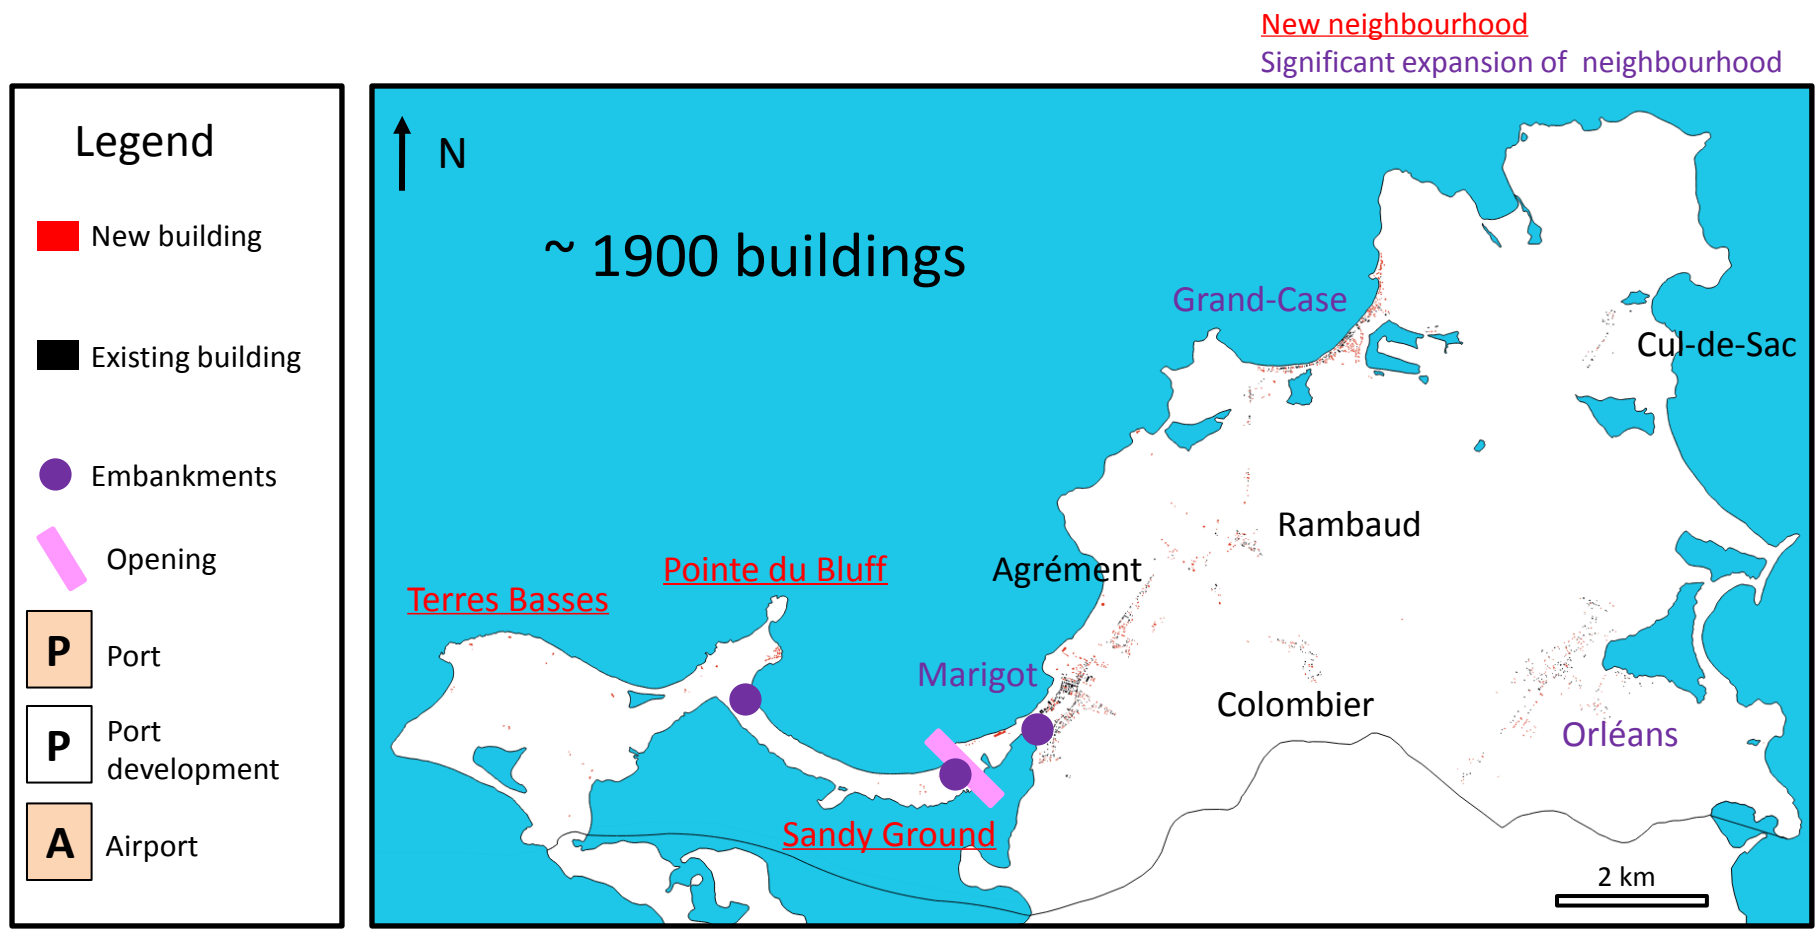 New neighbourhood
Significant expansion of neighbourhood
Legend
New building
Existing building
Embankments
Opening
P Port
P Port
development
A Airport
N
~ 1900 buildings
Grand-Case
Cul-de-Sac
Rambaud
Agrément
Pointe du Bluff
Terres Basses
Marigot
Colombier
Orléans
Sandy Ground
2 km